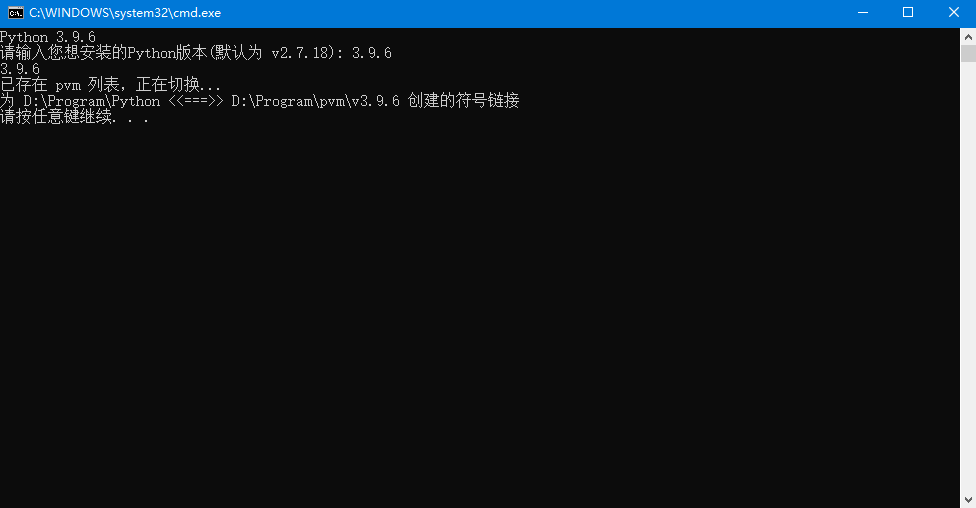 C:\WINDOWS\system32\cmd.exe
Python 3.9.6
请输入您想安装的Python版本(默认为 v2.7.18): 3.9.6
3.9.6
已存在 pvm 列表，正在切换...
为 D:\Program\Python <<===>> D:\Program\pvm\v3.9.6 创建的符号链接
请按任意键继续. . .